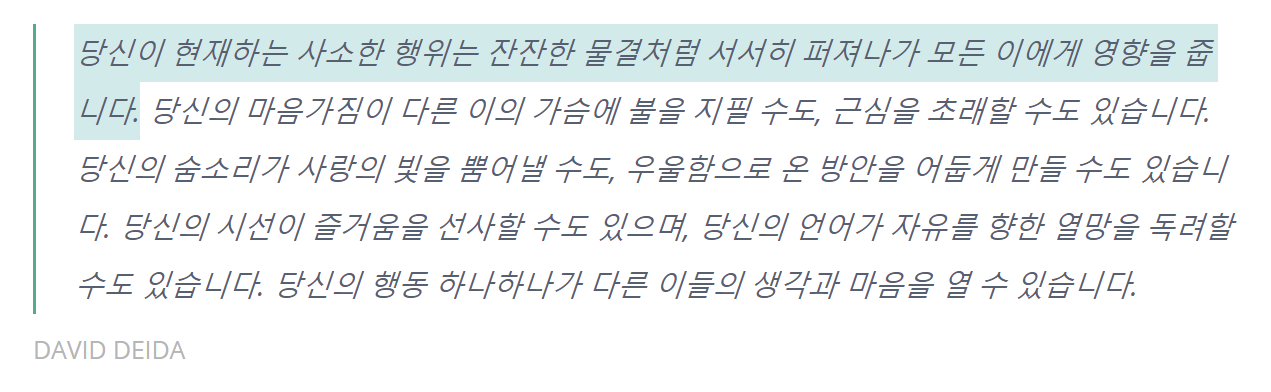 당신이 현재하는 사소한 행위는 잔잔한 물결처럼 서서히 퍼져나가 모든 이에게 영향을 줍
니다. 당신의 마음가짐이 다른 이의 가슴에 불을 지필 수도, 근심을 초래할 수도 있습니다.
당신의 숨소리가 사랑의 빛을 뿜어낼 수도, 우울함으로 온 방안을 어둡게 만들 수도 있습니
다. 당신의 시선이 즐거움을 선사할 수도 있으며, 당신의 언어가 자유를 향한 열망을 독려할
수도 있습니다. 당신의 행동 하나하나가 다른 이들의 생각과 마음을 열 수 있습니다.
DAVID DEIDA